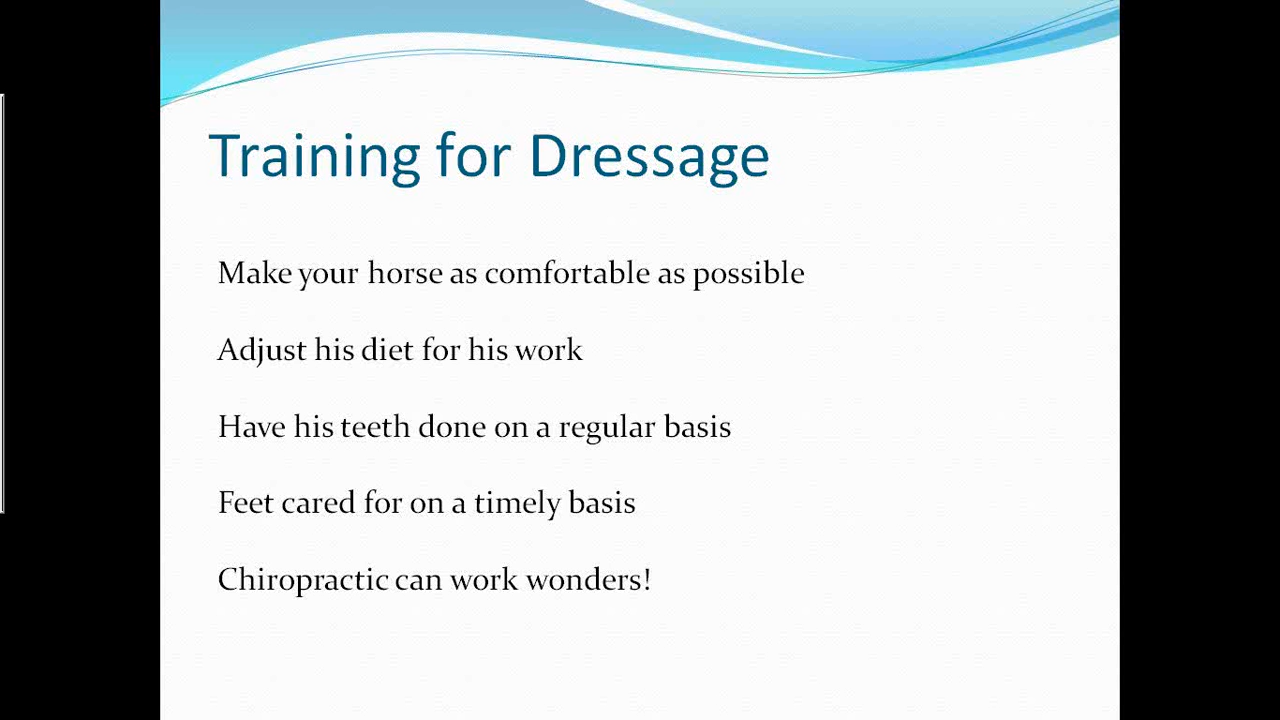 Training for Dressage
Make your horse as comfortable as possible
Adjust his diet for his work
Have his teeth done on a regular basis
Feet cared for on a timely basis
Chiropractic can work wonders!